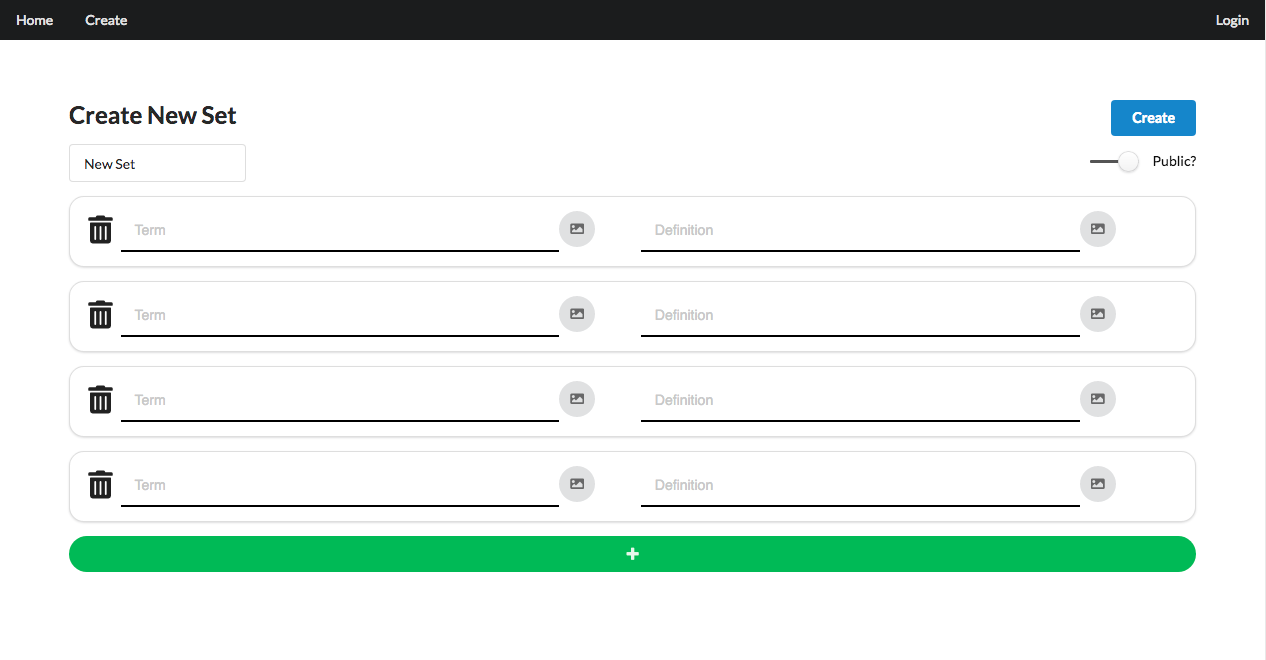 Home Create Login
Create New Set
Create
New Set
Public?
Term Definition
Term Definition
Term Definition
Term Definition